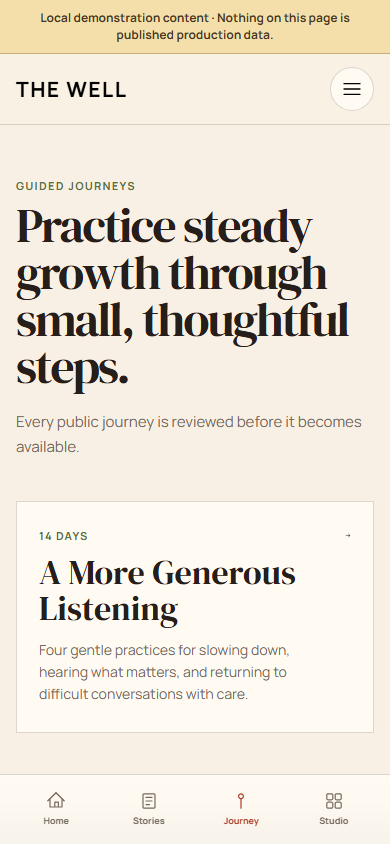 Local demonstration content · Nothing on this page is
published production data.
THE WELL
GUIDED JOURNEYS
Practice steady
growth through
small, thoughtful
steps.
Every public journey is reviewed before it becomes
available.
14 DAYS →
A More Generous
Listening
Four gentle practices for slowing down,
hearing what matters, and returning to
difficult conversations with care.
Home Stories Journey Studio